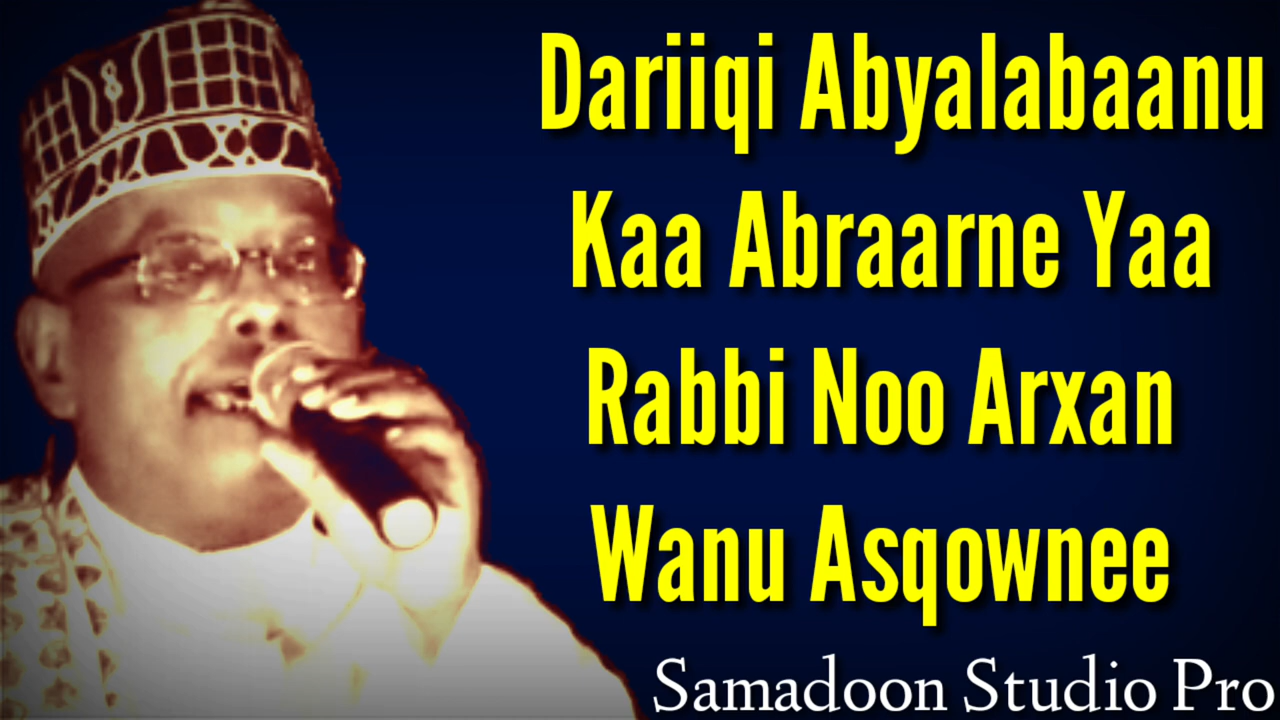 Dariiqi Abyalabaanu
Kaa Abraarne Yaa
Rabbi Noo Arxan
Wanu Asqownee
Samadoon Studio Pro